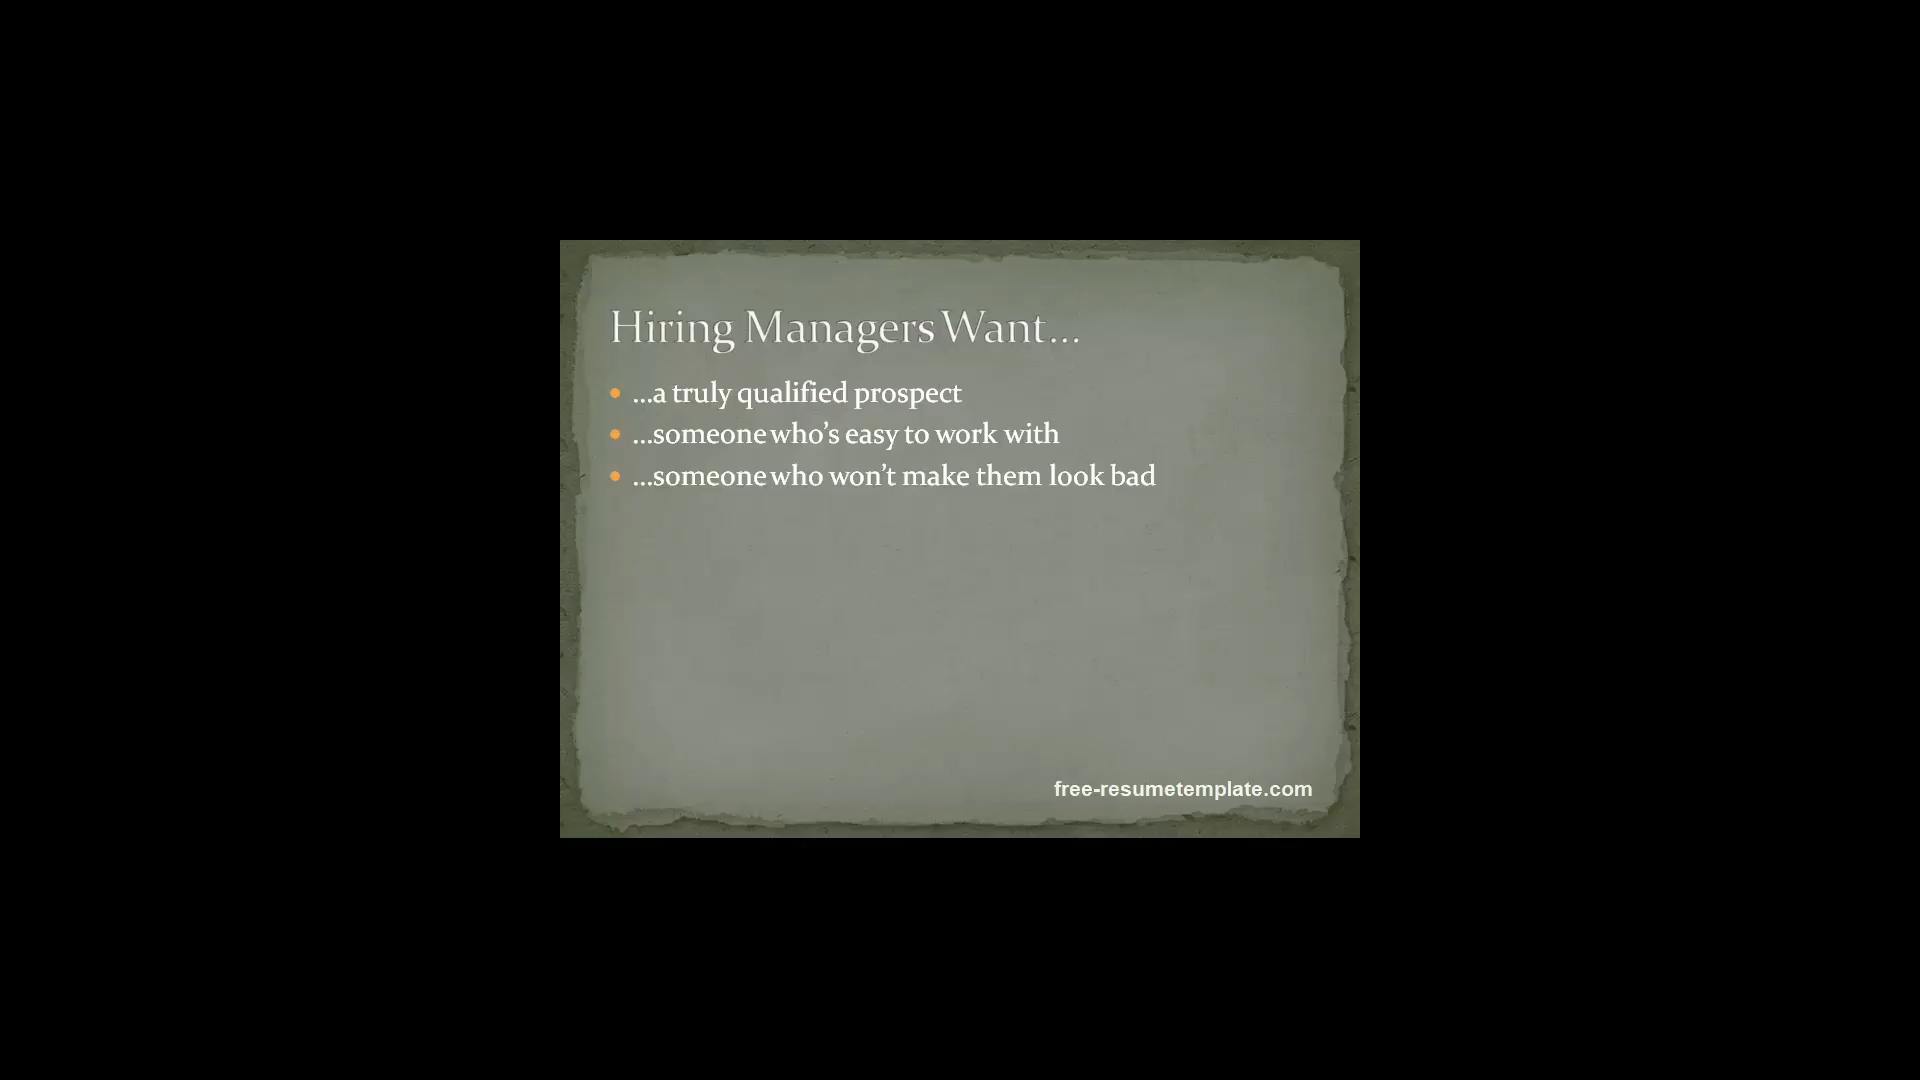 Hiring Managers Want…
…a truly qualified prospect
…someone who’s easy to work with
…someone who won’t make them look bad
free-resumetemplate.com